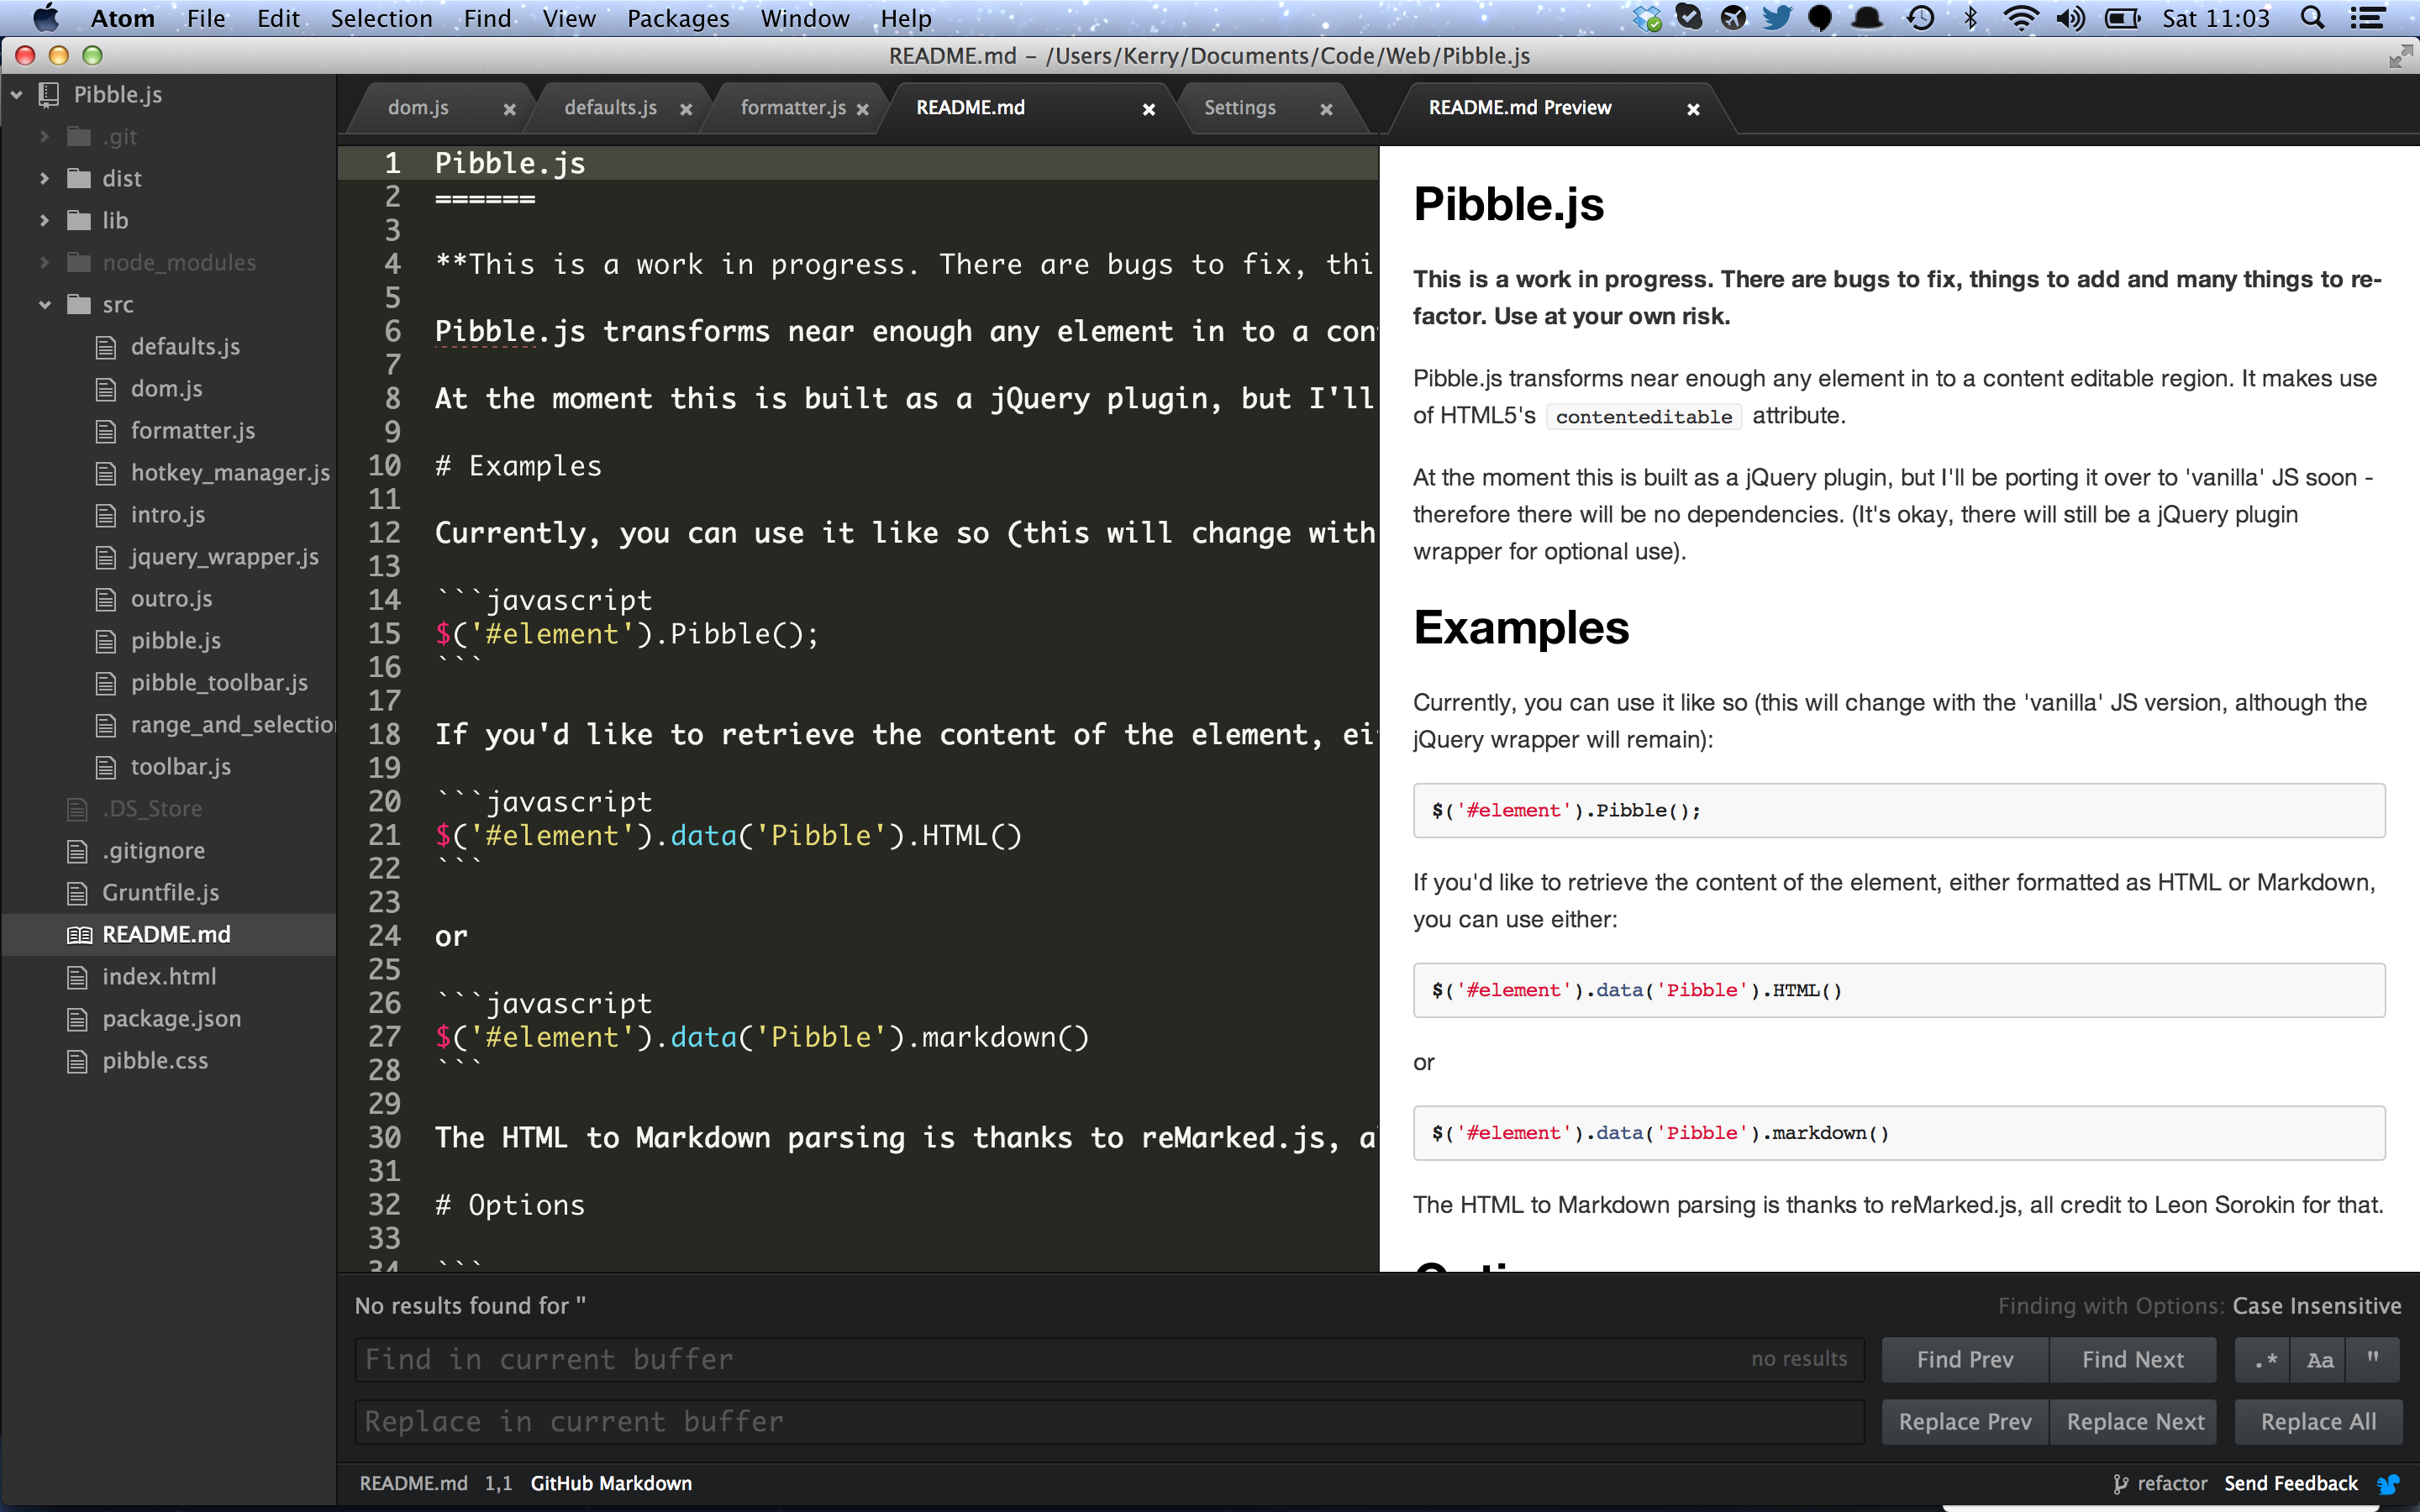 Atom File Edit Selection Find View Packages Window Help Sat 11:03
README.md – /Users/Kerry/Documents/Code/Web/Pibble.js
Pibble.js
.git
dist
lib
node_modules
src
defaults.js
dom.js
formatter.js
hotkey_manager.js
intro.js
jquery_wrapper.js
outro.js
pibble.js
pibble_toolbar.js
range_and_selectio
toolbar.js
.DS_Store
.gitignore
Gruntfile.js
README.md
index.html
package.json
pibble.css
dom.js × defaults.js × formatter.js × README.md × Settings ×
1 Pibble.js
2 ======
3
4 **This is a work in progress. There are bugs to fix, thi
5
6 Pibble.js transforms near enough any element in to a con
7
8 At the moment this is built as a jQuery plugin, but I'll
9
10 # Examples
11
12 Currently, you can use it like so (this will change with
13
14 ```javascript
15 $('#element').Pibble();
16 ```
17
18 If you'd like to retrieve the content of the element, ei
19
20 ```javascript
21 $('#element').data('Pibble').HTML()
22 ```
23
24 or
25
26 ```javascript
27 $('#element').data('Pibble').markdown()
28 ```
29
30 The HTML to Markdown parsing is thanks to reMarked.js, a
31
32 # Options
33
34 ```
README.md Preview ×
Pibble.js
This is a work in progress. There are bugs to fix, things to add and many things to re-
factor. Use at your own risk.
Pibble.js transforms near enough any element in to a content editable region. It makes use
of HTML5's contenteditable attribute.
At the moment this is built as a jQuery plugin, but I'll be porting it over to 'vanilla' JS soon -
therefore there will be no dependencies. (It's okay, there will still be a jQuery plugin
wrapper for optional use).
Examples
Currently, you can use it like so (this will change with the 'vanilla' JS version, although the
jQuery wrapper will remain):
$('#element').Pibble();
If you'd like to retrieve the content of the element, either formatted as HTML or Markdown,
you can use either:
$('#element').data('Pibble').HTML()
or
$('#element').data('Pibble').markdown()
The HTML to Markdown parsing is thanks to reMarked.js, all credit to Leon Sorokin for that.
No results found for '' Finding with Options: Case Insensitive
Find in current buffer no results Find Prev Find Next .* Aa "
Replace in current buffer Replace Prev Replace Next Replace All
README.md 1,1 GitHub Markdown refactor Send Feedback